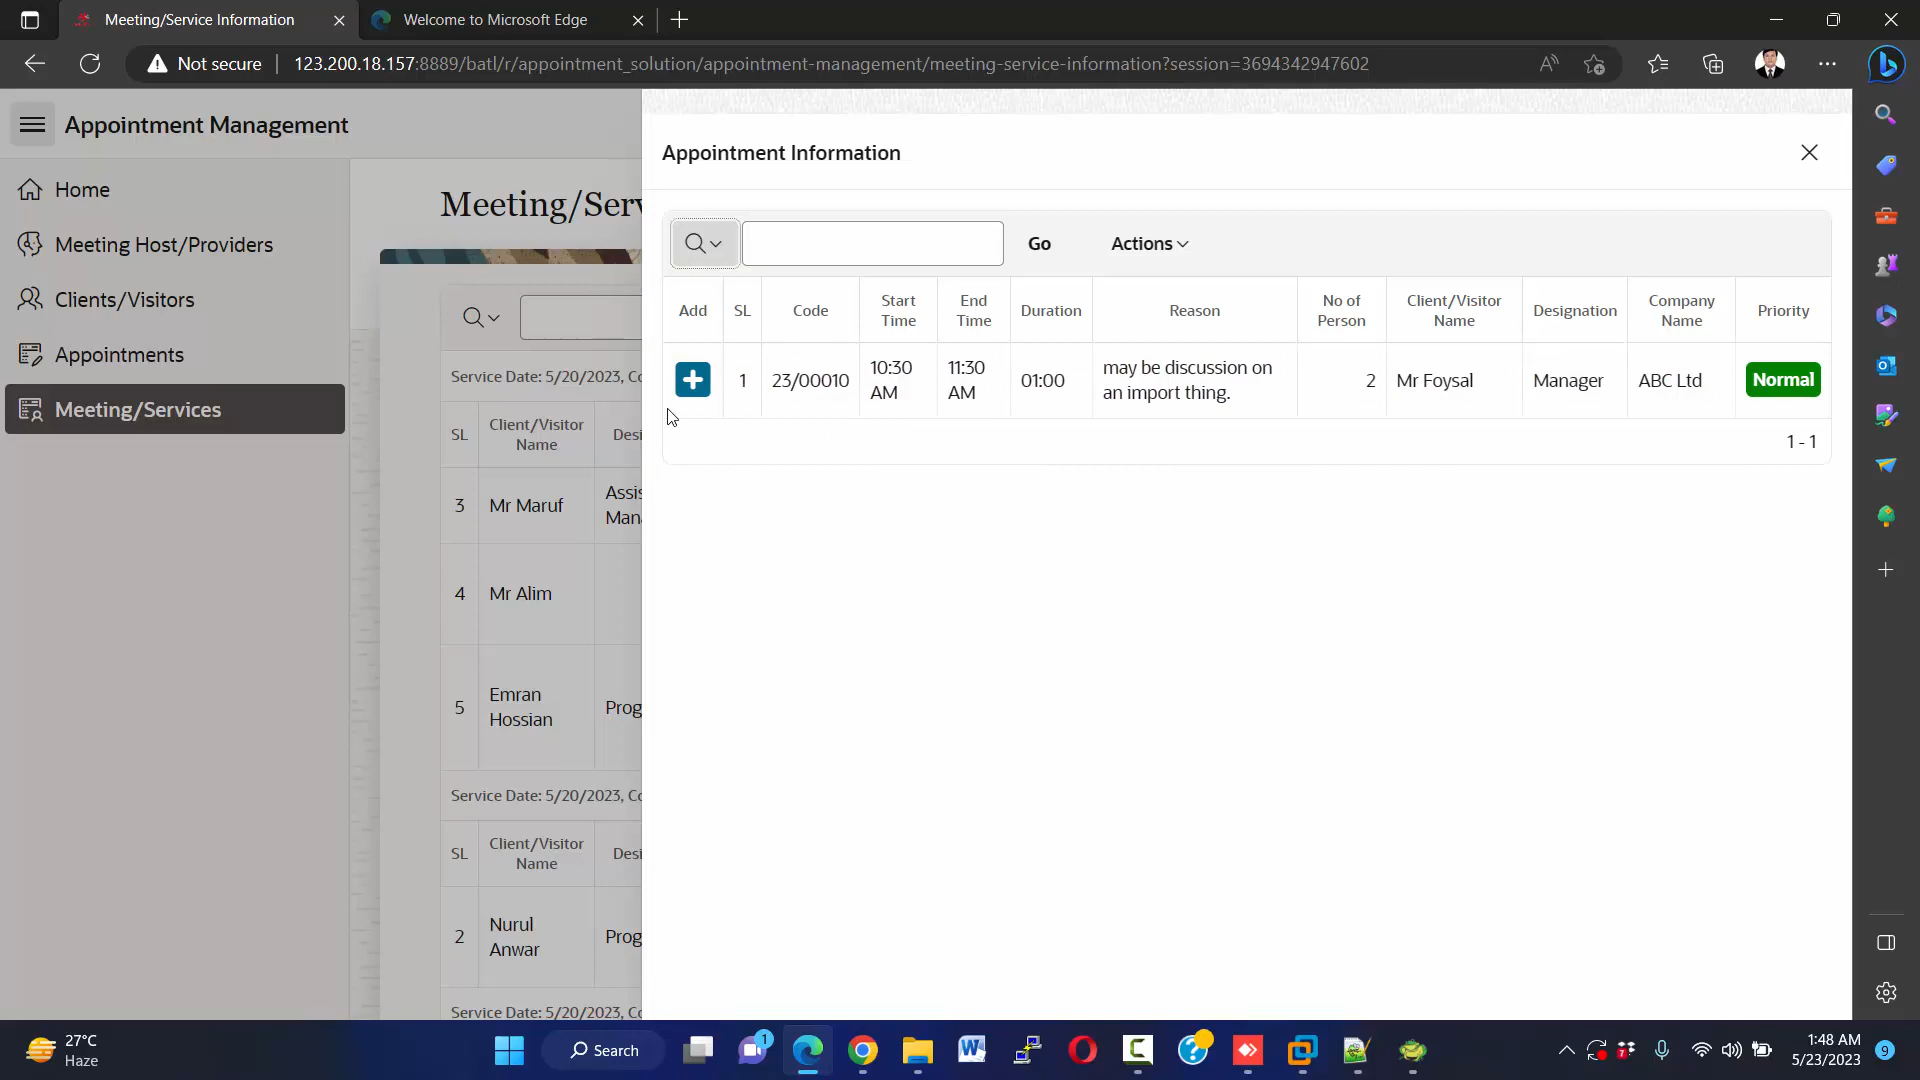 Meeting/Service Information
Welcome to Microsoft Edge
Not secure
123.200.18.157:8889/batl/r/appointment_solution/appointment-management/meeting-service-information?session=3694342947602
Appointment Management
Home
Meeting Host/Providers
Clients/Visitors
Appointments
Meeting/Services
Meeting/Serv
Service Date: 5/20/2023, Co
SL
Client/Visitor
Name
Desi
3
Mr Maruf
Assis
Mana
4
Mr Alim
5
Emran
Hossian
Prog
Service Date: 5/20/2023, Co
SL
Client/Visitor
Name
Desi
2
Nurul
Anwar
Prog
Service Date: 5/20/2023, Co
Appointment Information
Go
Actions
Add
SL
Code
Start
Time
End
Time
Duration
Reason
No of
Person
Client/Visitor
Name
Designation
Company
Name
Priority
1
23/00010
10:30
AM
11:30
AM
01:00
may be discussion on
an import thing.
2
Mr Foysal
Manager
ABC Ltd
Normal
1 - 1
27°C
Haze
Search
1
7
1:48 AM
5/23/2023
9